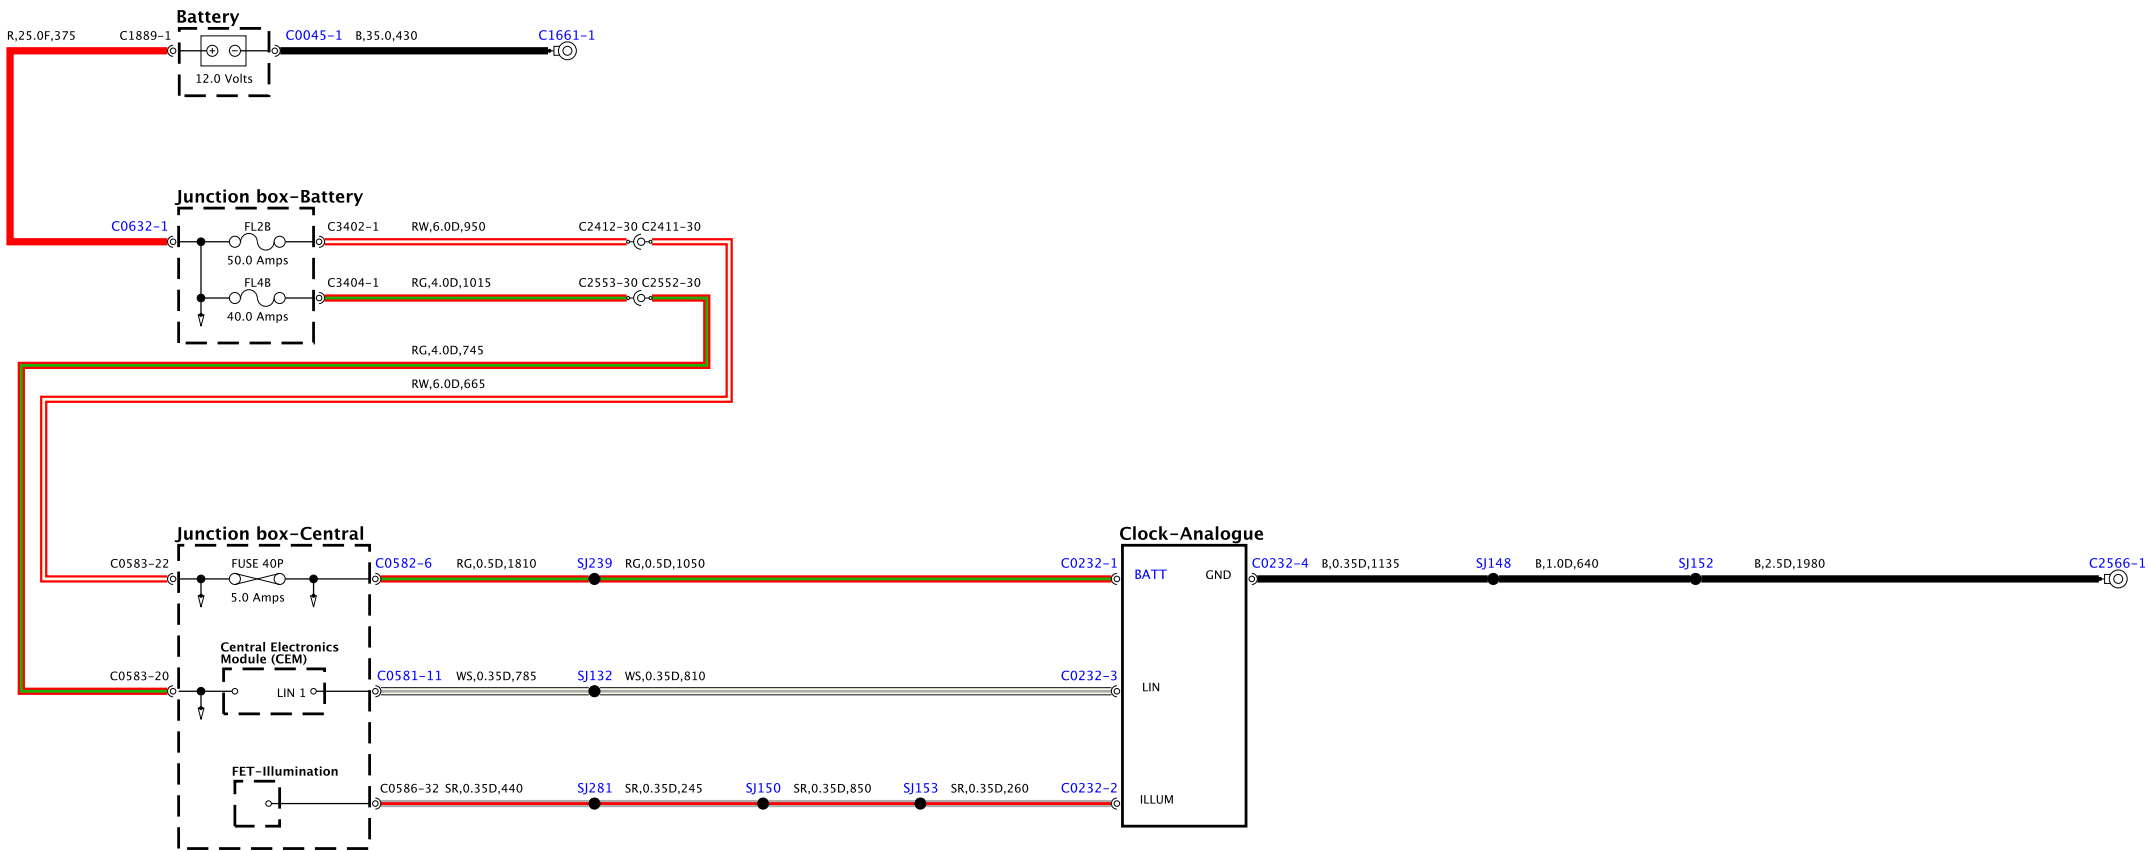 Battery
R,25.0F,375
C1889-1
C0045-1
B,35.0,430
C1661-1
12.0 Volts
Junction box-Battery
C0632-1
FL2B
C3402-1
RW,6.0D,950
C2412-30
C2411-30
50.0 Amps
FL4B
C3404-1
RG,4.0D,1015
C2553-30
C2552-30
40.0 Amps
RG,4.0D,745
RW,6.0D,665
Junction box-Central
Clock-Analogue
C0583-22
FUSE 40P
C0582-6
RG,0.5D,1810
SJ239
RG,0.5D,1050
C0232-1
BATT
GND
C0232-4
B,0.35D,1135
SJ148
B,1.0D,640
SJ152
B,2.5D,1980
C2566-1
5.0 Amps
Central Electronics
Module (CEM)
C0583-20
LIN 1
C0581-11
WS,0.35D,785
SJ132
WS,0.35D,810
C0232-3
LIN
FET-Illumination
C0586-32
SR,0.35D,440
SJ281
SR,0.35D,245
SJ150
SR,0.35D,850
SJ153
SR,0.35D,260
C0232-2
ILLUM